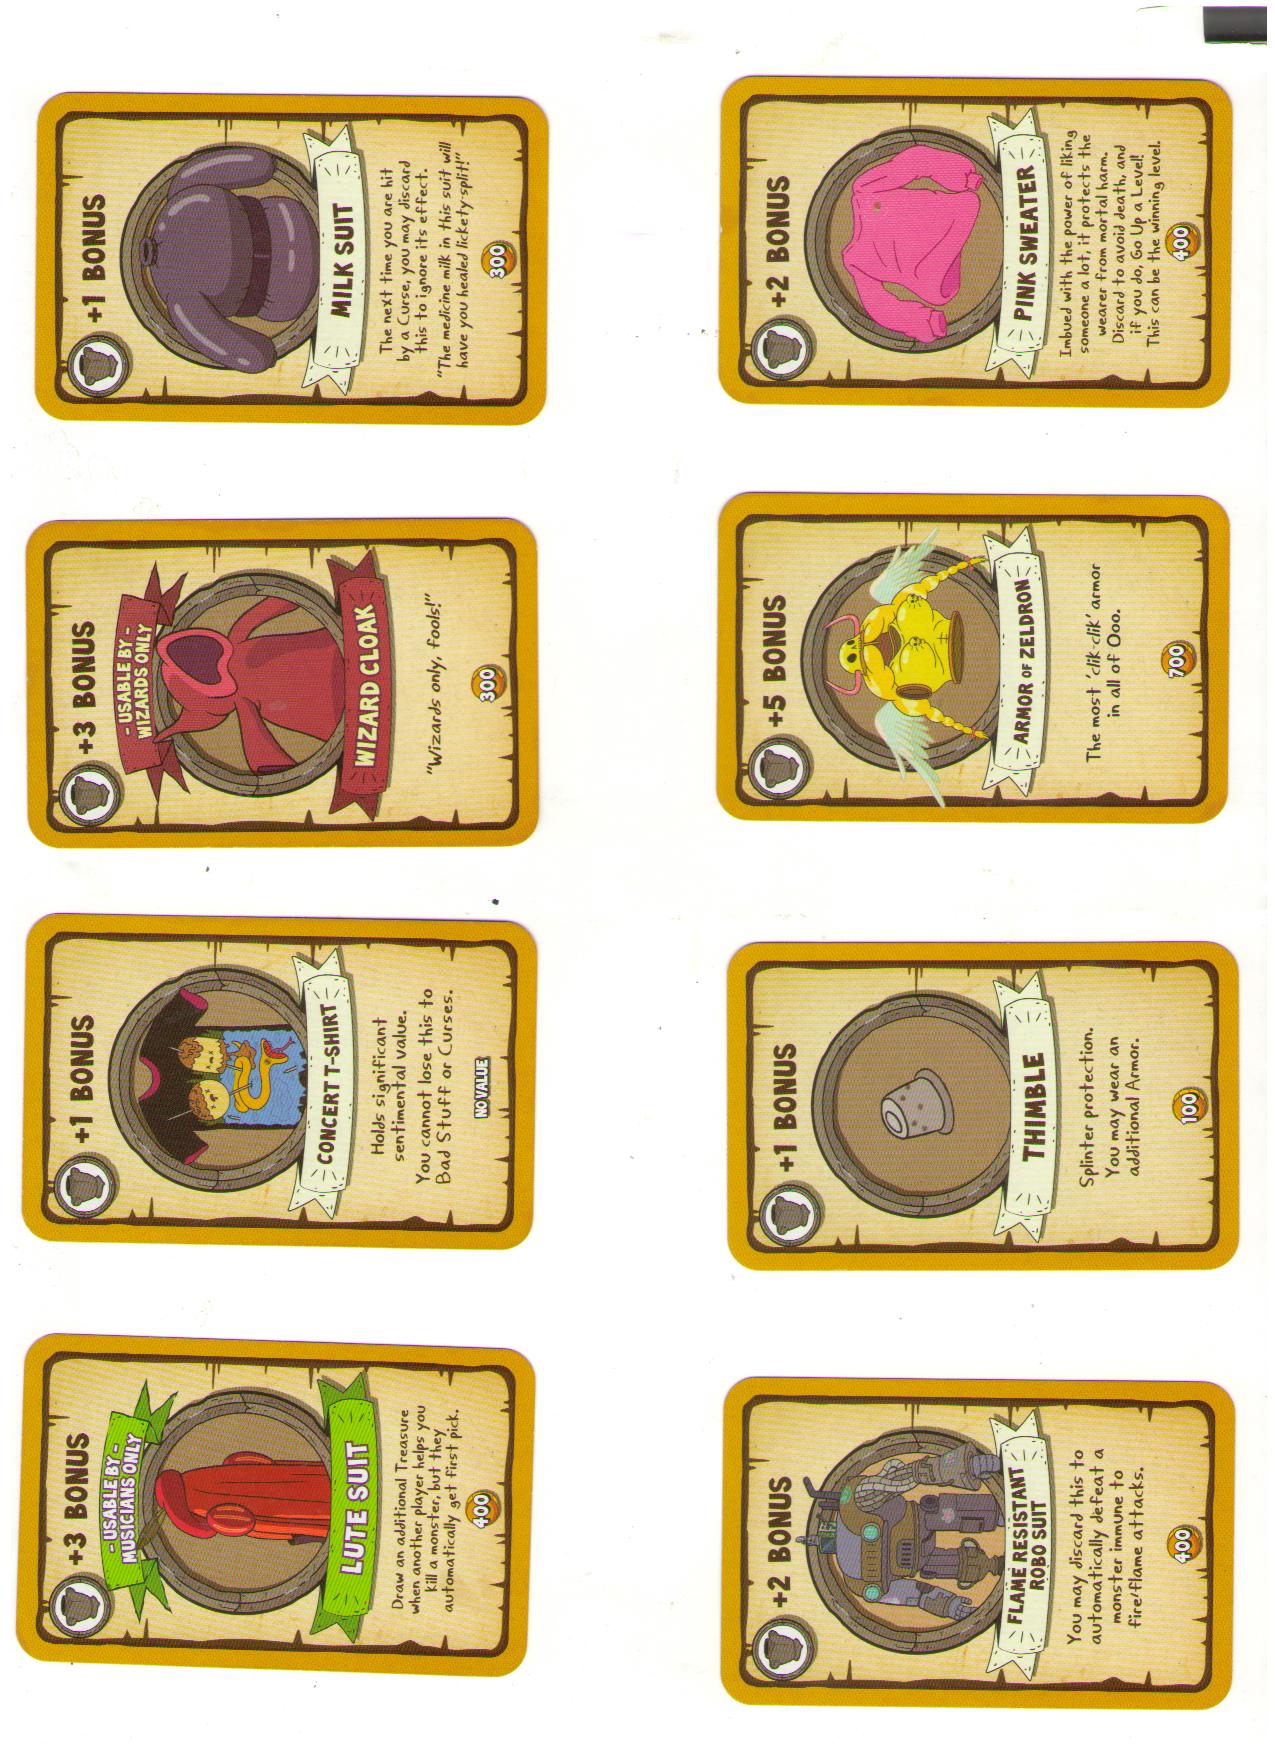 +1 BONUS
MILK SUIT
The next time you are hit
by a Curse, you may discard
this to ignore its effect.
"The medicine milk in this suit will
have you healed lickety-split!"
300
+2 BONUS
PINK SWEATER
Imbued with the power of liking
someone a lot, it protects the
wearer from mortal harm.
Discard to avoid death, and
if you do, Go Up a Level!
This can be the winning level.
400
+3 BONUS
- USABLE BY -
WIZARDS ONLY
WIZARD CLOAK
"Wizards only, fools!"
300
+5 BONUS
ARMOR OF ZELDRON
The most 'clik-clik' armor
in all of Ooo.
700
+1 BONUS
CONCERT T-SHIRT
Holds significant
sentimental value.
You cannot lose this to
Bad Stuff or Curses.
NO VALUE
+1 BONUS
THIMBLE
Splinter protection.
You may wear an
additional Armor.
100
+3 BONUS
- USABLE BY -
MUSICIANS ONLY
LUTE SUIT
Draw an additional Treasure
when another player helps you
kill a monster, but they
automatically get first pick.
400
+2 BONUS
FLAME RESISTANT
ROBO SUIT
You may discard this to
automatically defeat a
monster immune to
fire/flame attacks.
400